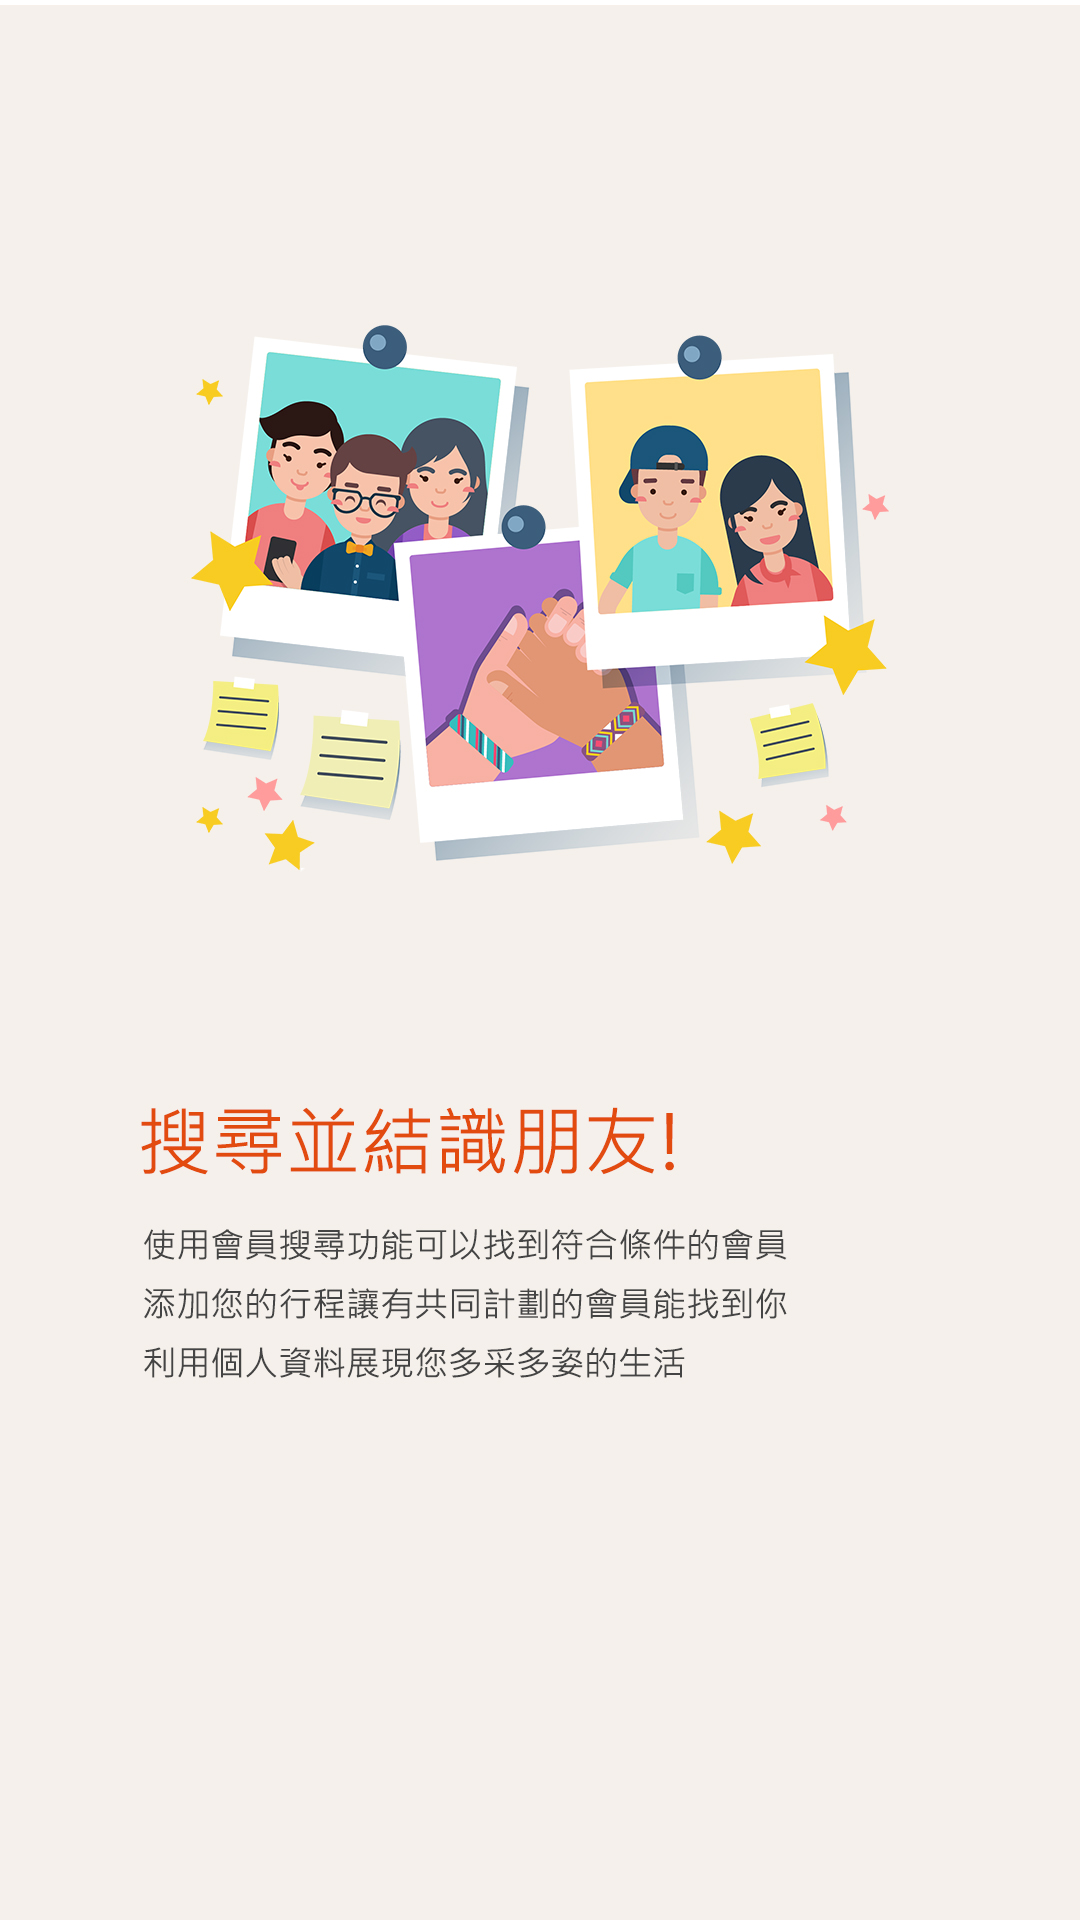 搜尋並結識朋友!
使用會員搜尋功能可以找到符合條件的會員
添加您的行程讓有共同計劃的會員能找到你
利用個人資料展現您多采多姿的生活